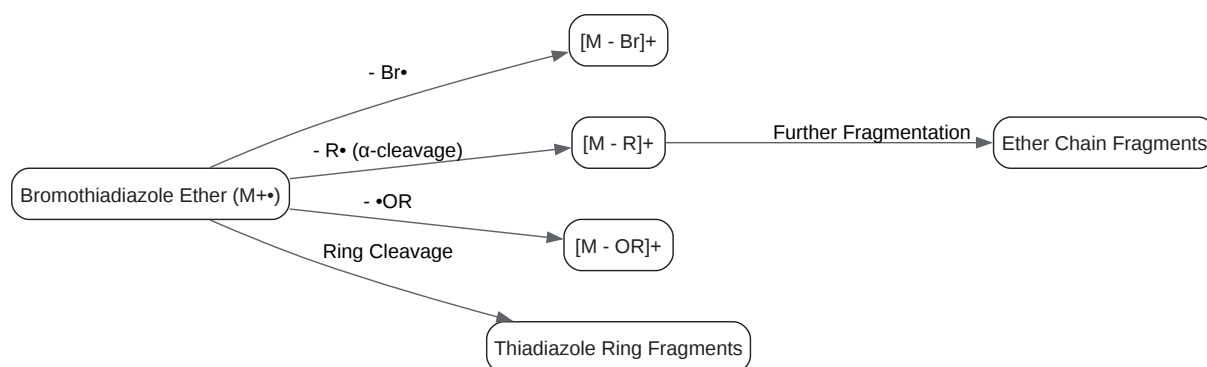 [M - Br]+
- Br•
Further Fragmentation
- R• (α-cleavage)
[M - R]+
Ether Chain Fragments
Bromothiadiazole Ether (M+•)
- •OR
[M - OR]+
Ring Cleavage
Thiadiazole Ring Fragments